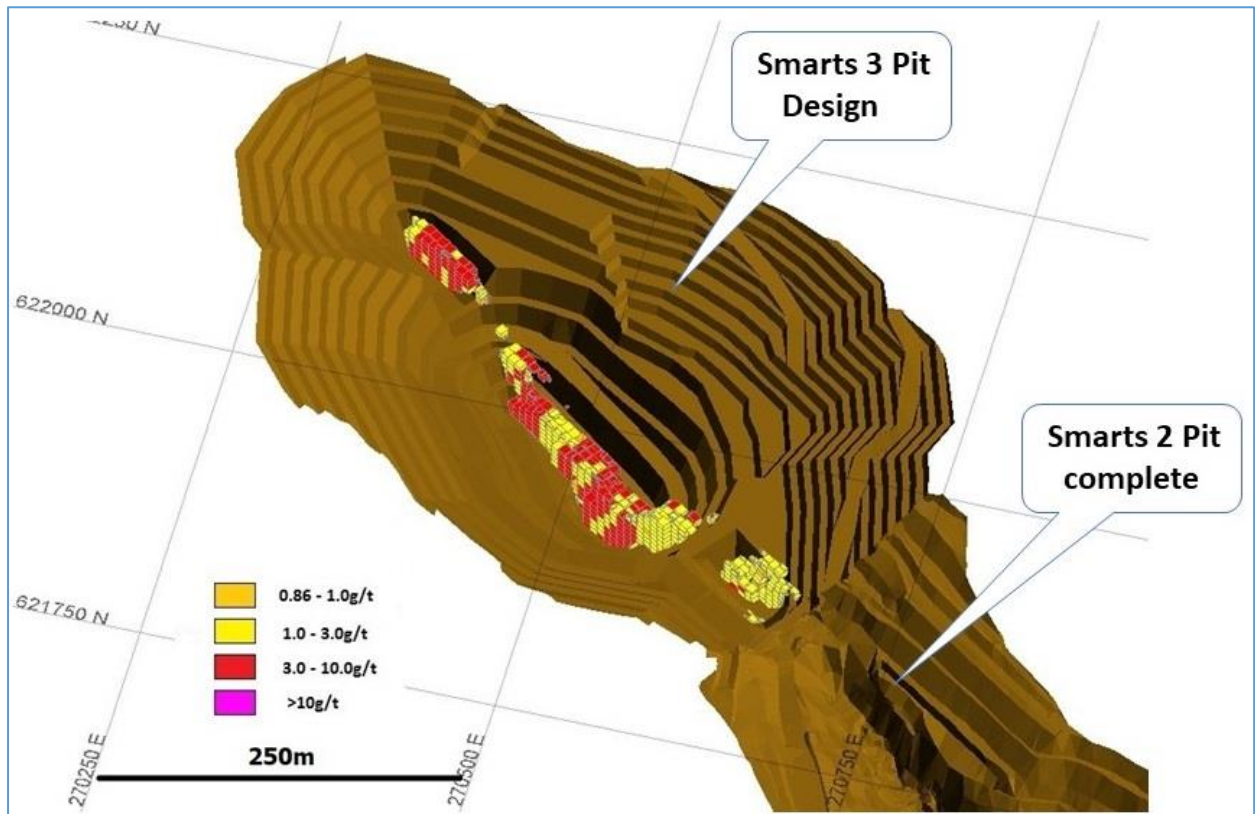 Smarts 3 Pit
Design
622000 N
Smarts 2 Pit
complete
621750 N
0.86 - 1.0g/t
1.0 - 3.0g/t
3.0 - 10.0g/t
>10g/t
250m
270250 E
270500 E
270750 E